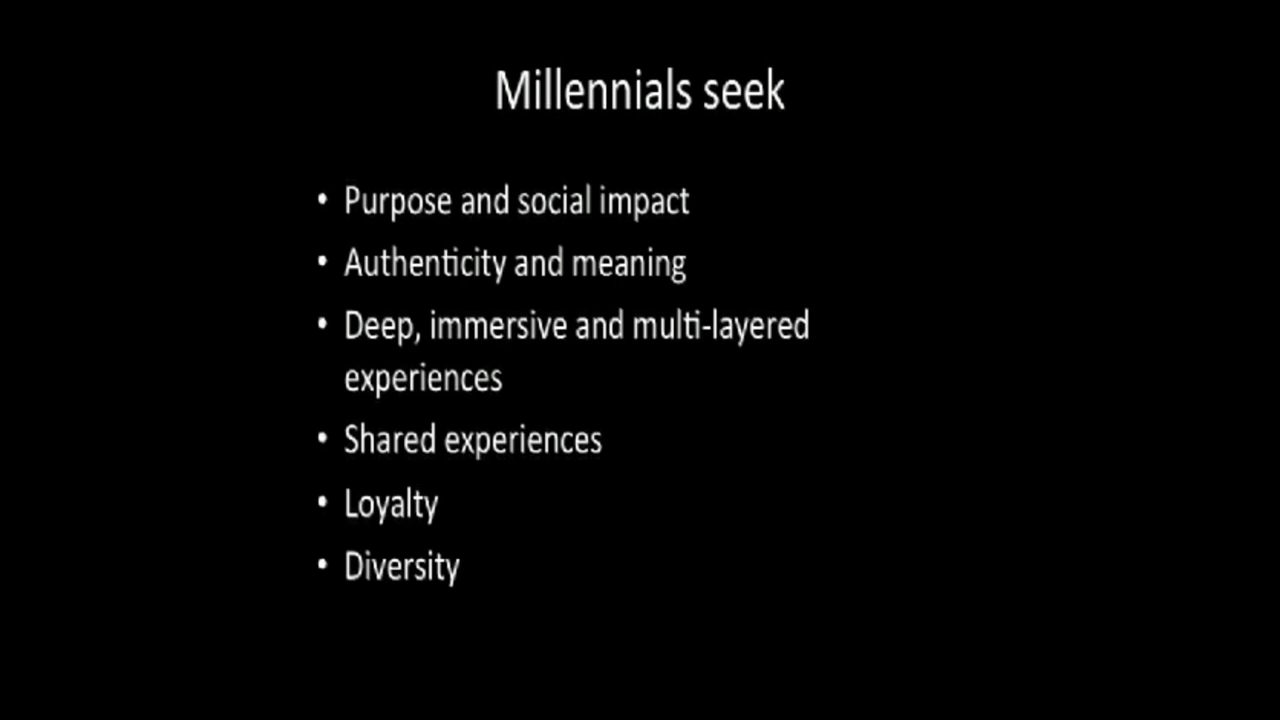 Millennials seek
• Purpose and social impact
• Authenticity and meaning
• Deep, immersive and multi-layered
experiences
• Shared experiences
• Loyalty
• Diversity